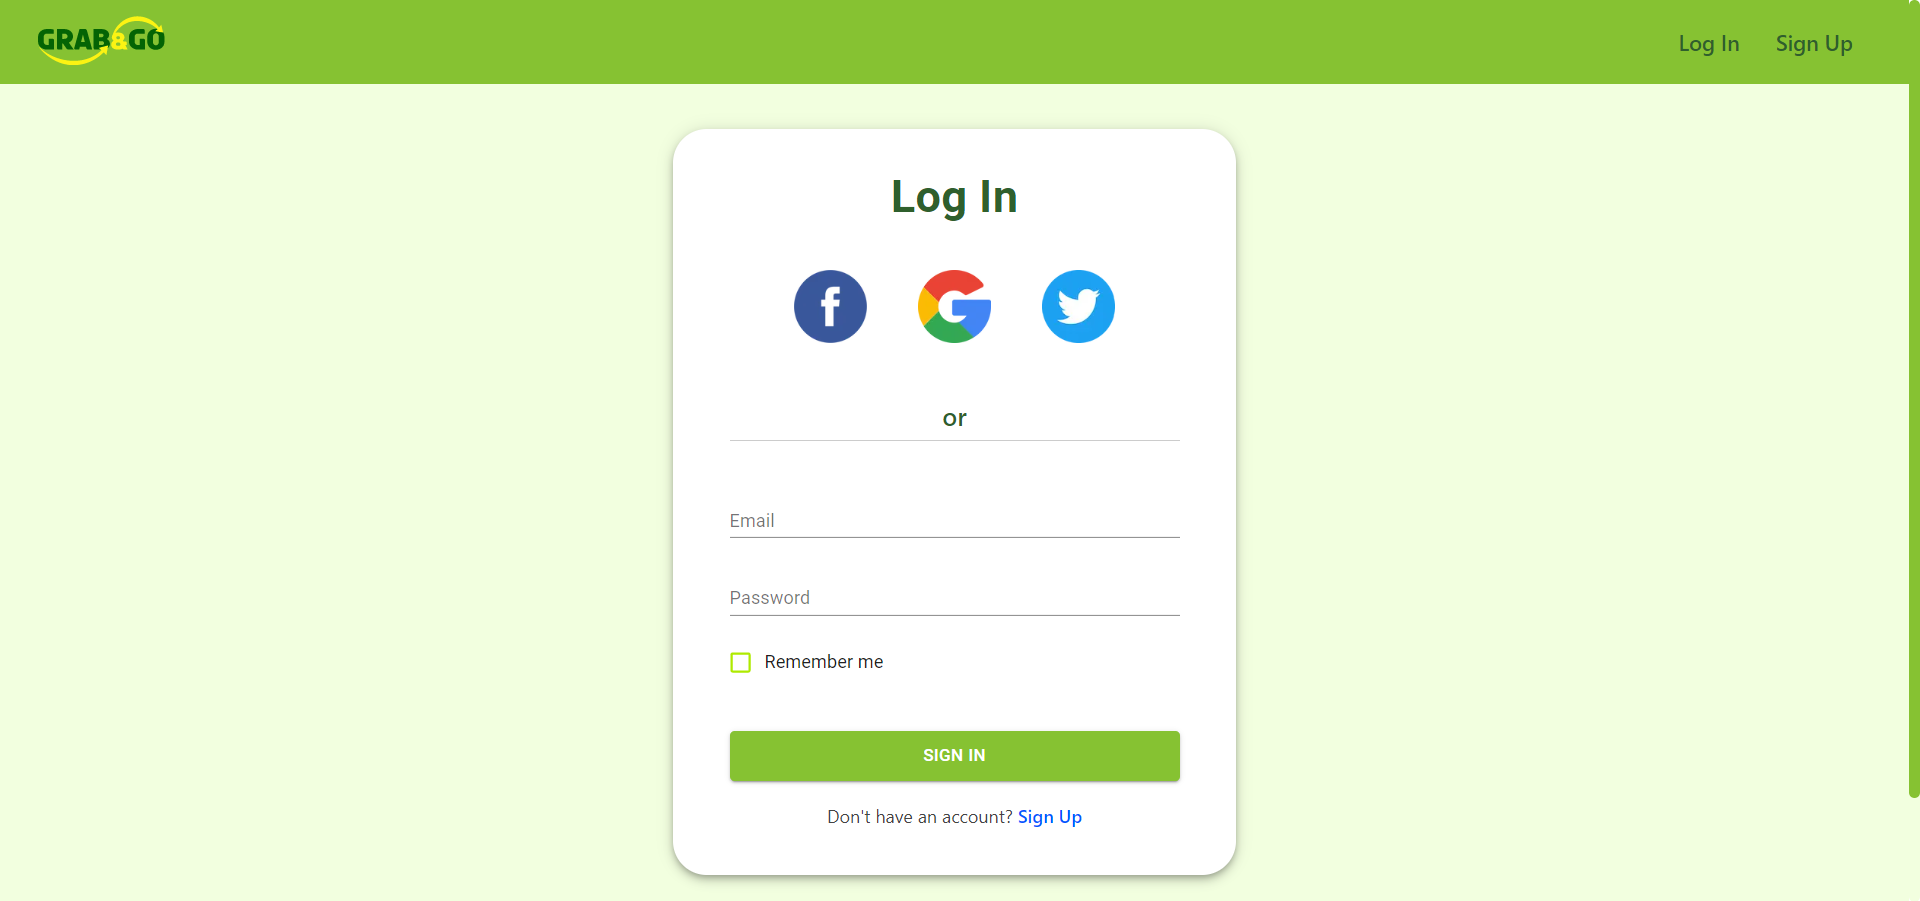 GRAB&GO
Log In
Sign Up
Log In
or
Email
Password
Remember me
SIGN IN
Don't have an account? Sign Up